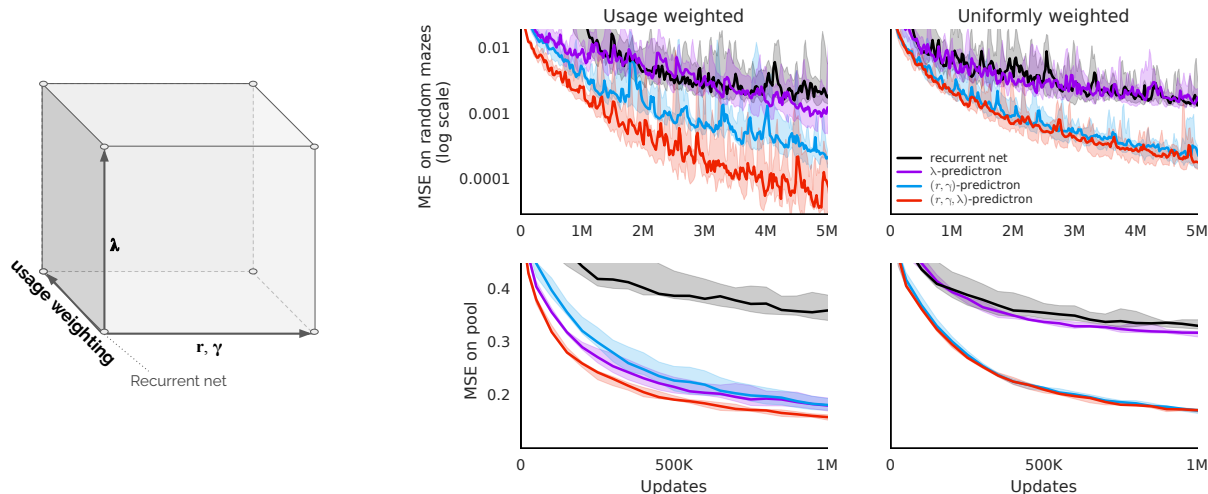 λ
usage weighting
r, γ
Recurrent net
Usage weighted
Uniformly weighted
MSE on random mazes
(log scale)
0.01
0.001
0.0001
0 1M 2M 3M 4M 5M
recurrent net
λ-predictron
(r, γ)-predictron
(r, γ, λ)-predictron
0 1M 2M 3M 4M 5M
MSE on pool
0.4
0.3
0.2
0 500K 1M
Updates
0 500K 1M
Updates